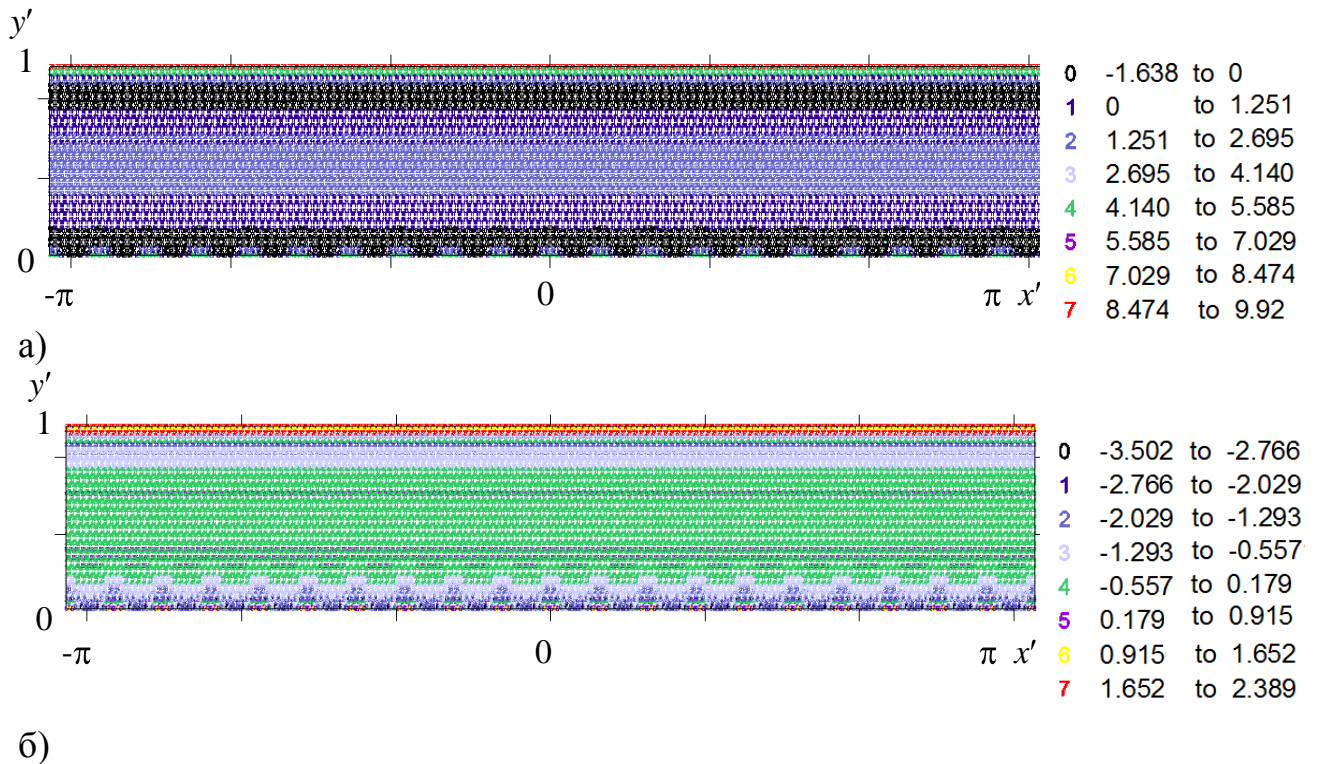 y′
1
0
-π 0 π x′
0 -1.638 to 0
1 0 to 1.251
2 1.251 to 2.695
3 2.695 to 4.140
4 4.140 to 5.585
5 5.585 to 7.029
6 7.029 to 8.474
7 8.474 to 9.92
а)
y′
1
0
-π 0 π x′
0 -3.502 to -2.766
1 -2.766 to -2.029
2 -2.029 to -1.293
3 -1.293 to -0.557
4 -0.557 to 0.179
5 0.179 to 0.915
6 0.915 to 1.652
7 1.652 to 2.389
б)